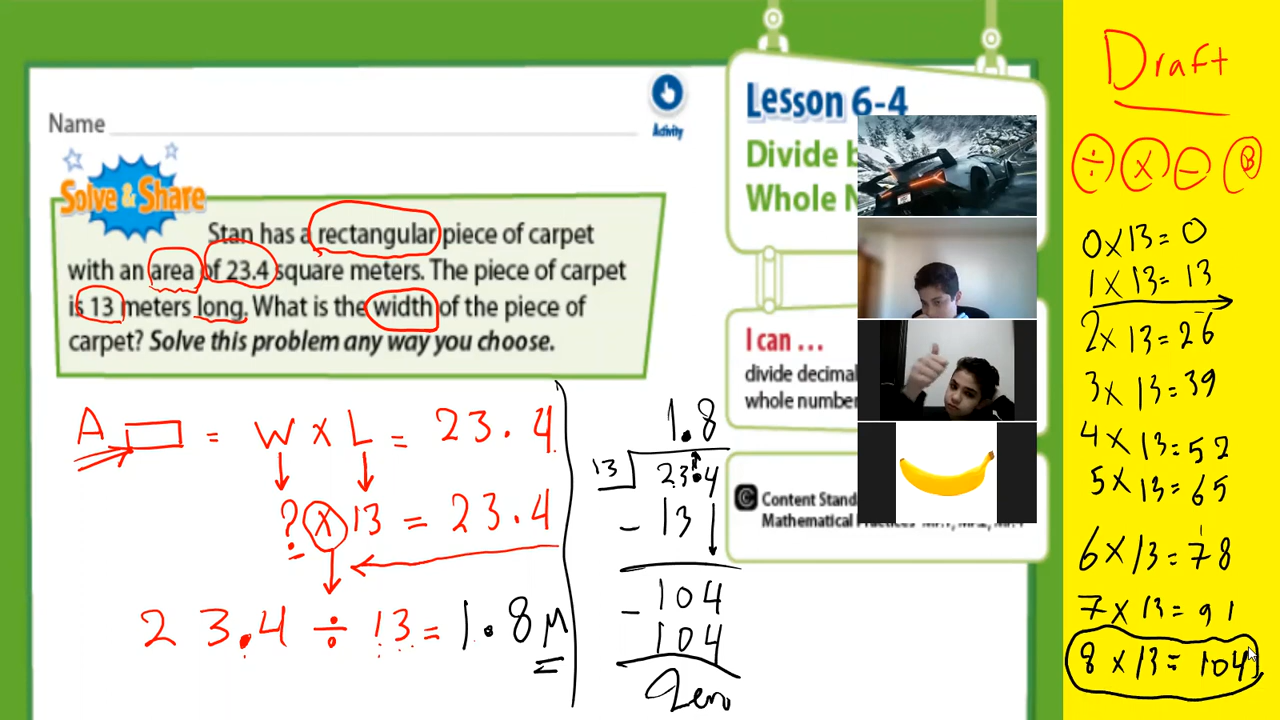 Name
Activity
Solve & Share
Stan has a rectangular piece of carpet
with an area of 23.4 square meters. The piece of carpet
is 13 meters long. What is the width of the piece of
carpet? Solve this problem any way you choose.
A = W x L = 23.4
? x 13 = 23.4
23.4 ÷ 13 = 1.8 M
1.8
13 23.4
- 13
104
- 104
Zero
Lesson 6-4
Divide b
Whole N
I can ...
divide decimal
whole number
C Content Stand
Mathematical
Draft
÷ x -
0 x 13 = 0
1 x 13 = 13
2 x 13 = 26
3 x 13 = 39
4 x 13 = 52
5 x 13 = 65
6 x 13 = 78
7 x 13 = 91
8 x 13 = 104